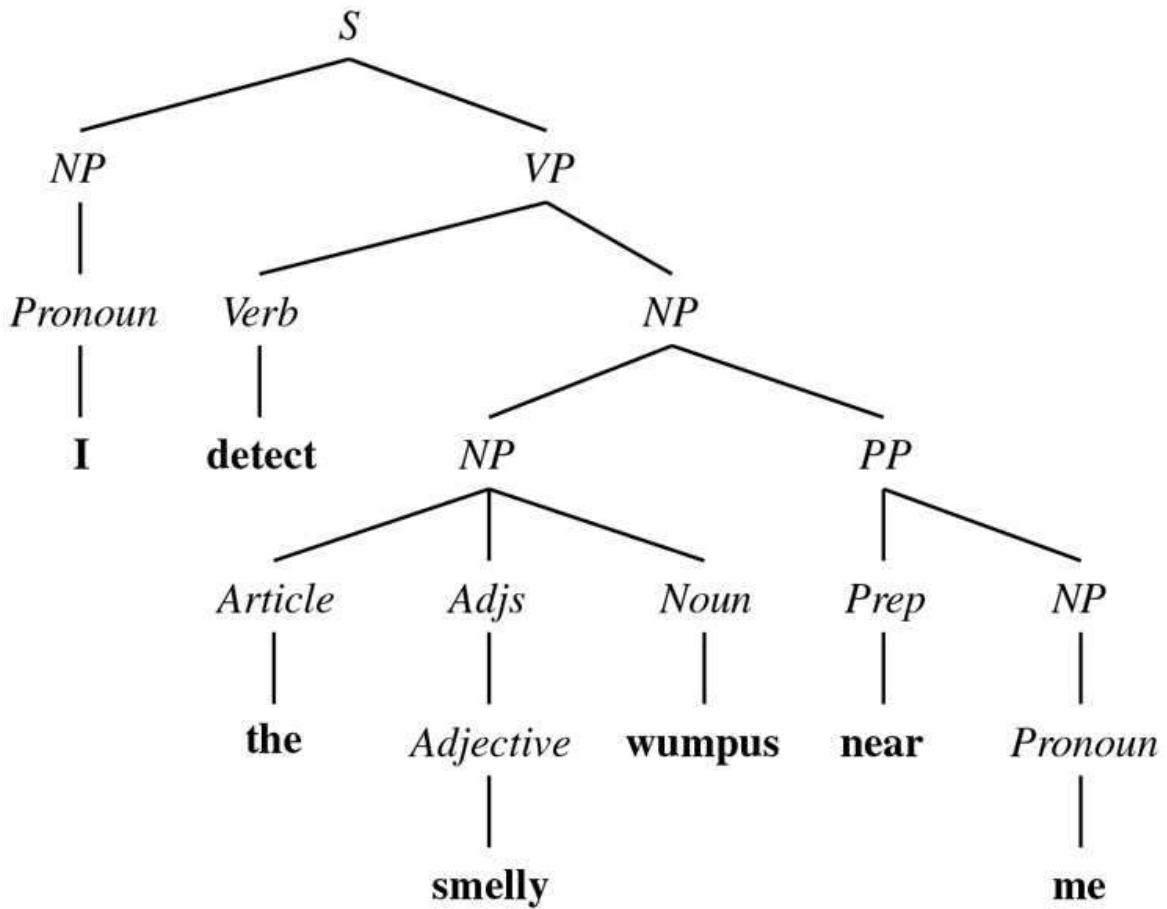 S
NP VP
Pronoun Verb NP
I detect NP PP
Article Adjs Noun Prep NP
the Adjective wumpus near Pronoun
smelly me